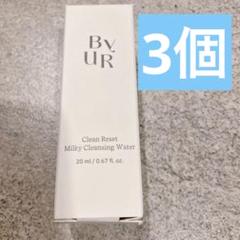 3個
By
UR
Clean Reset
Milky Cleansing Water
20 ml / 0.67 fl. oz.